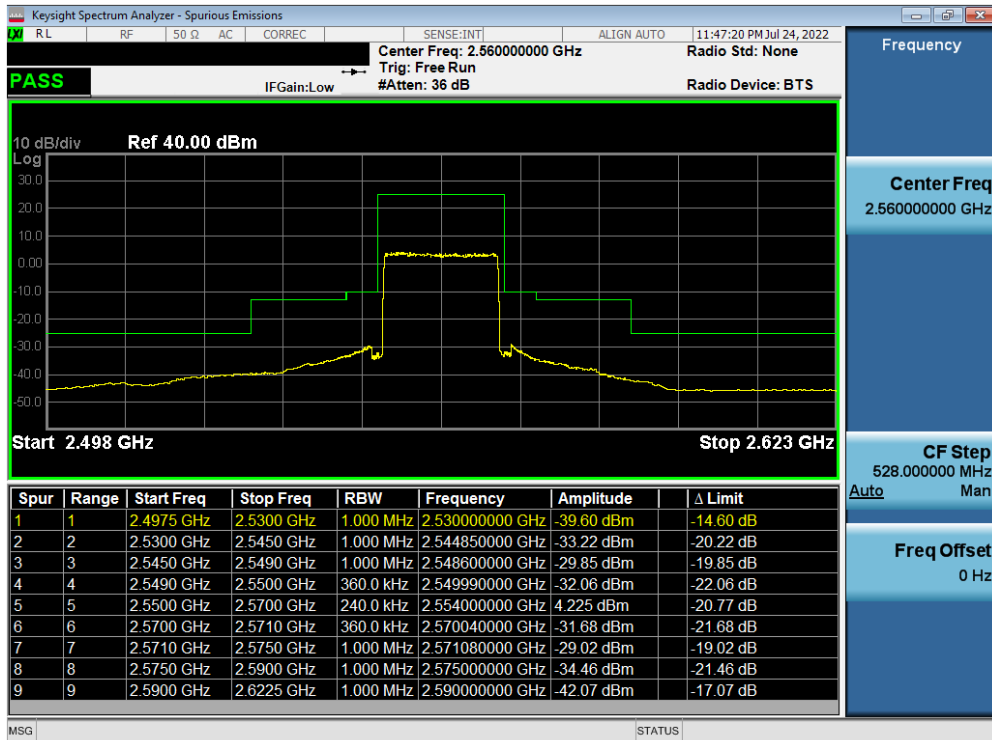 Keysight Spectrum Analyzer - Spurious Emissions
LXI RL RF 50 Ω AC CORREC SENSE:INT ALIGN AUTO 11:47:20 PM Jul 24, 2022
Center Freq: 2.560000000 GHz Radio Std: None
Trig: Free Run
PASS IFGain:Low #Atten: 36 dB Radio Device: BTS
10 dB/div Ref 40.00 dBm
Log
30.0
20.0
10.0
0.00
-10.0
-20.0
-30.0
-40.0
-50.0
Start 2.498 GHz Stop 2.623 GHz
Spur Range Start Freq Stop Freq RBW Frequency Amplitude Δ Limit
1 1 2.4975 GHz 2.5300 GHz 1.000 MHz 2.530000000 GHz -39.60 dBm -14.60 dB
2 2 2.5300 GHz 2.5450 GHz 1.000 MHz 2.544850000 GHz -33.22 dBm -20.22 dB
3 3 2.5450 GHz 2.5490 GHz 1.000 MHz 2.548600000 GHz -29.85 dBm -19.85 dB
4 4 2.5490 GHz 2.5500 GHz 360.0 kHz 2.549990000 GHz -32.06 dBm -22.06 dB
5 5 2.5500 GHz 2.5700 GHz 240.0 kHz 2.554000000 GHz 4.225 dBm -20.77 dB
6 6 2.5700 GHz 2.5710 GHz 360.0 kHz 2.570040000 GHz -31.68 dBm -21.68 dB
7 7 2.5710 GHz 2.5750 GHz 1.000 MHz 2.571080000 GHz -29.02 dBm -19.02 dB
8 8 2.5750 GHz 2.5900 GHz 1.000 MHz 2.575000000 GHz -34.46 dBm -21.46 dB
9 9 2.5900 GHz 2.6225 GHz 1.000 MHz 2.590000000 GHz -42.07 dBm -17.07 dB
MSG STATUS
Frequency
Center Freq
2.560000000 GHz
CF Step
528.000000 MHz
Auto Man
Freq Offset
0 Hz